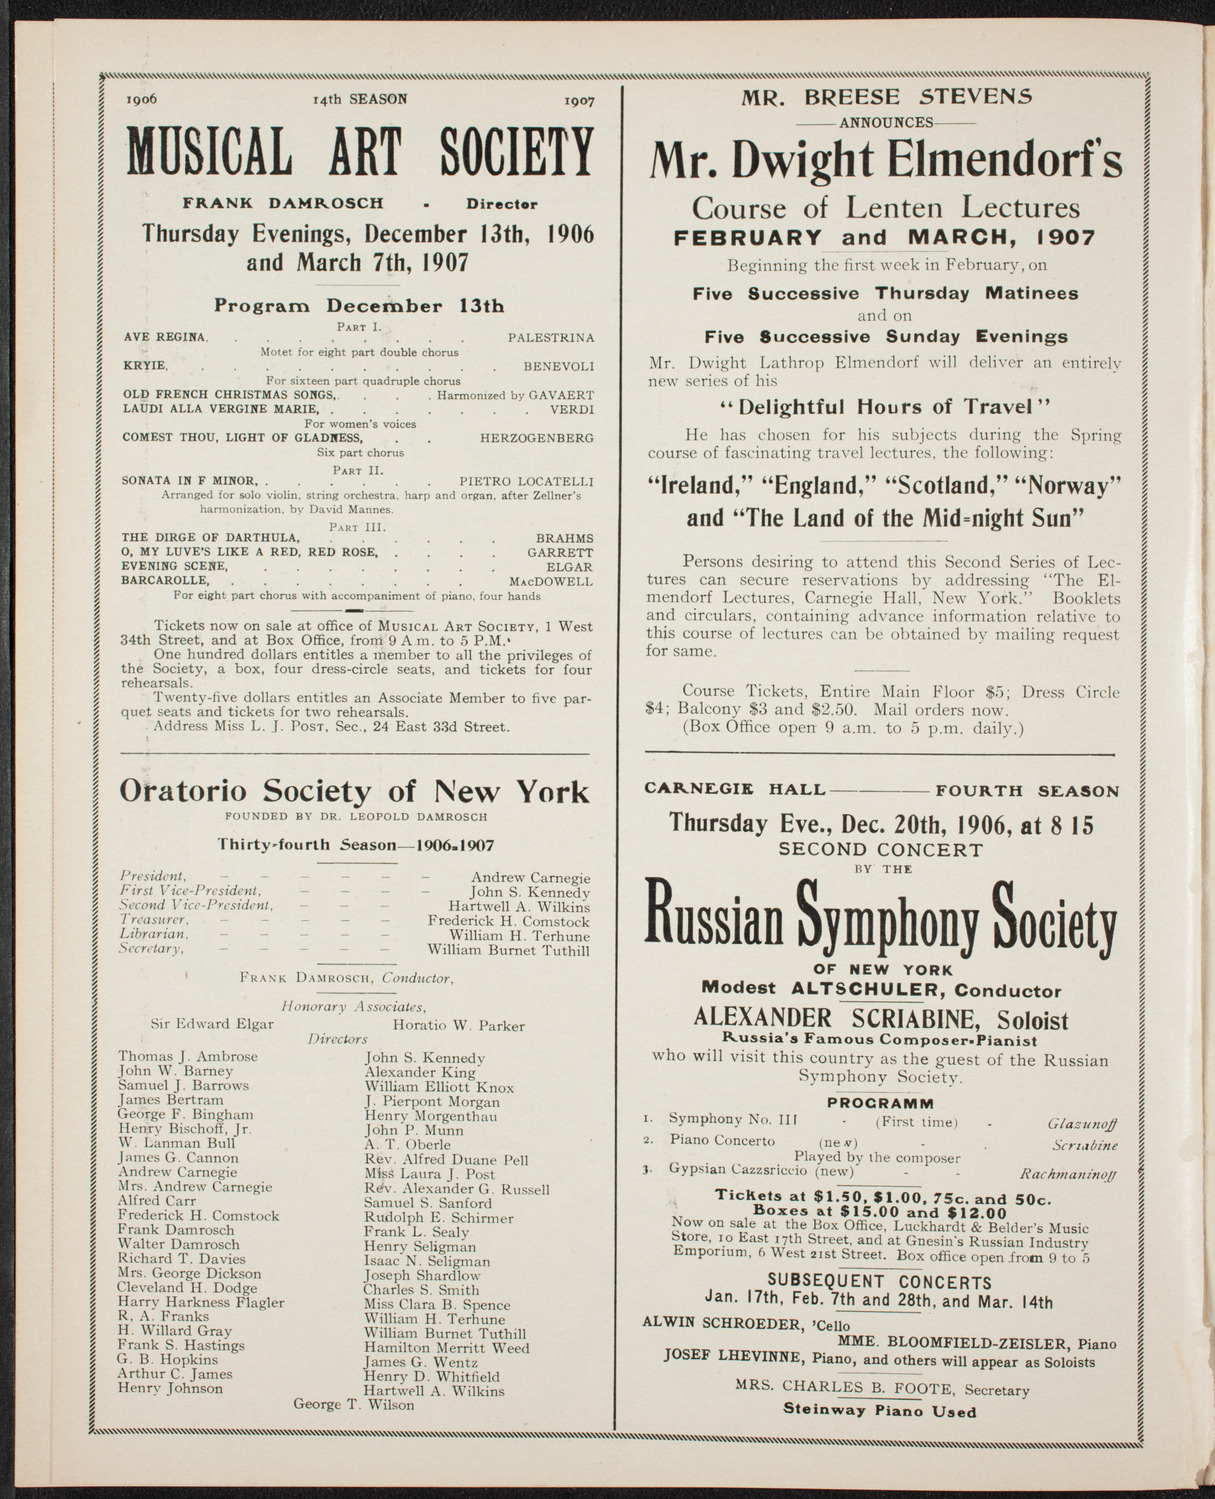 1906 14th SEASON 1907
MUSICAL ART SOCIETY
FRANK DAMROSCH - Director
Thursday Evenings, December 13th, 1906
and March 7th, 1907
Program December 13th
PART I.
AVE REGINA, . . . . . . . . PALESTRINA
Motet for eight part double chorus
KRYIE, . . . . . . . . . . BENEVOLI
For sixteen part quadruple chorus
OLD FRENCH CHRISTMAS SONGS, . . . . Harmonized by GAVAERT
LAUDI ALLA VERGINE MARIE, . . . . . . . . VERDI
For women's voices
COMEST THOU, LIGHT OF GLADNESS, . . HERZOGENBERG
Six part chorus
PART II.
SONATA IN F MINOR, . . . . . . PIETRO LOCATELLI
Arranged for solo violin, string orchestra, harp and organ, after Zellner's
harmonization, by David Mannes.
PART III.
THE DIRGE OF DARTHULA, . . . . . . BRAHMS
O, MY LUVE'S LIKE A RED, RED ROSE, . . . . GARRETT
EVENING SCENE, . . . . . . . . ELGAR
BARCAROLLE, . . . . . . . . MACDOWELL
For eight part chorus with accompaniment of piano, four hands
Tickets now on sale at office of MUSICAL ART SOCIETY, 1 West
34th Street, and at Box Office, from 9 A m. to 5 P.M.
One hundred dollars entitles a member to all the privileges of
the Society, a box, four dress-circle seats, and tickets for four
rehearsals.
Twenty-five dollars entitles an Associate Member to five par-
quet seats and tickets for two rehearsals.
Address Miss L. J. POST, Sec., 24 East 33d Street.
Oratorio Society of New York
FOUNDED BY DR. LEOPOLD DAMROSCH
Thirty-fourth Season—1906-1907
President, – – – – – – Andrew Carnegie
First Vice-President, – – – – John S. Kennedy
Second Vice-President, – – – Hartwell A. Wilkins
Treasurer, – – – – – Frederick H. Comstock
Librarian, – – – – – William H. Terhune
Secretary, – – – – – William Burnet Tuthill
FRANK DAMROSCH, Conductor,
Honorary Associates,
Sir Edward Elgar Horatio W. Parker
Directors
Thomas J. Ambrose John S. Kennedy
John W. Barney Alexander King
Samuel J. Barrows William Elliott Knox
James Bertram J. Pierpont Morgan
George F. Bingham Henry Morgenthau
Henry Bischoff, Jr. John P. Munn
W. Lanman Bull A. T. Oberle
James G. Cannon Rev. Alfred Duane Pell
Andrew Carnegie Miss Laura J. Post
Mrs. Andrew Carnegie Rev. Alexander G. Russell
Alfred Carr Samuel S. Sanford
Frederick H. Comstock Rudolph E. Schirmer
Frank Damrosch Frank L. Sealy
Walter Damrosch Henry Seligman
Richard T. Davies Isaac N. Seligman
Mrs. George Dickson Joseph Shardlow
Cleveland H. Dodge Charles S. Smith
Harry Harkness Flagler Miss Clara B. Spence
R. A. Franks William H. Terhune
H. Willard Gray William Burnet Tuthill
Frank S. Hastings Hamilton Merritt Weed
G. B. Hopkins James G. Wentz
Arthur C. James Henry D. Whitfield
Henry Johnson Hartwell A. Wilkins
George T. Wilson
MR. BREESE STEVENS
ANNOUNCES
Mr. Dwight Elmendorf's
Course of Lenten Lectures
FEBRUARY and MARCH, 1907
Beginning the first week in February, on
Five Successive Thursday Matinees
and on
Five Successive Sunday Evenings
Mr. Dwight Lathrop Elmendorf will deliver an entirely
new series of his
"Delightful Hours of Travel"
He has chosen for his subjects during the Spring
course of fascinating travel lectures, the following:
"Ireland," "England," "Scotland," "Norway"
and "The Land of the Mid=night Sun"
Persons desiring to attend this Second Series of Lec-
tures can secure reservations by addressing "The El-
mendorf Lectures, Carnegie Hall, New York." Booklets
and circulars, containing advance information relative to
this course of lectures can be obtained by mailing request
for same.
Course Tickets, Entire Main Floor $5; Dress Circle
$4; Balcony $3 and $2.50. Mail orders now.
(Box Office open 9 a.m. to 5 p.m. daily.)
CARNEGIE HALL FOURTH SEASON
Thursday Eve., Dec. 20th, 1906, at 8 15
SECOND CONCERT
BY THE
Russian Symphony Society
OF NEW YORK
Modest ALTSCHULER, Conductor
ALEXANDER SCRIABINE, Soloist
Russia's Famous Composer-Pianist
who will visit this country as the guest of the Russian
Symphony Society.
PROGRAMM
1. Symphony No. III - (First time) - Glazunoff
2. Piano Concerto (new) - . Scriabine
Played by the composer
3. Gypsian Cazzsriccio (new) - - Rachmaninoff
Tickets at $1.50, $1.00, 75c. and 50c.
Boxes at $15.00 and $12.00
Now on sale at the Box Office, Luckhardt & Belder's Music
Store, 10 East 17th Street, and at Gnesin's Russian Industry
Emporium, 6 West 21st Street. Box office open from 9 to 5
SUBSEQUENT CONCERTS
Jan. 17th, Feb. 7th and 28th, and Mar. 14th
ALWIN SCHROEDER, 'Cello
MME. BLOOMFIELD-ZEISLER, Piano
JOSEF LHEVINNE, Piano, and others will appear as Soloists
MRS. CHARLES B. FOOTE, Secretary
Steinway Piano Used